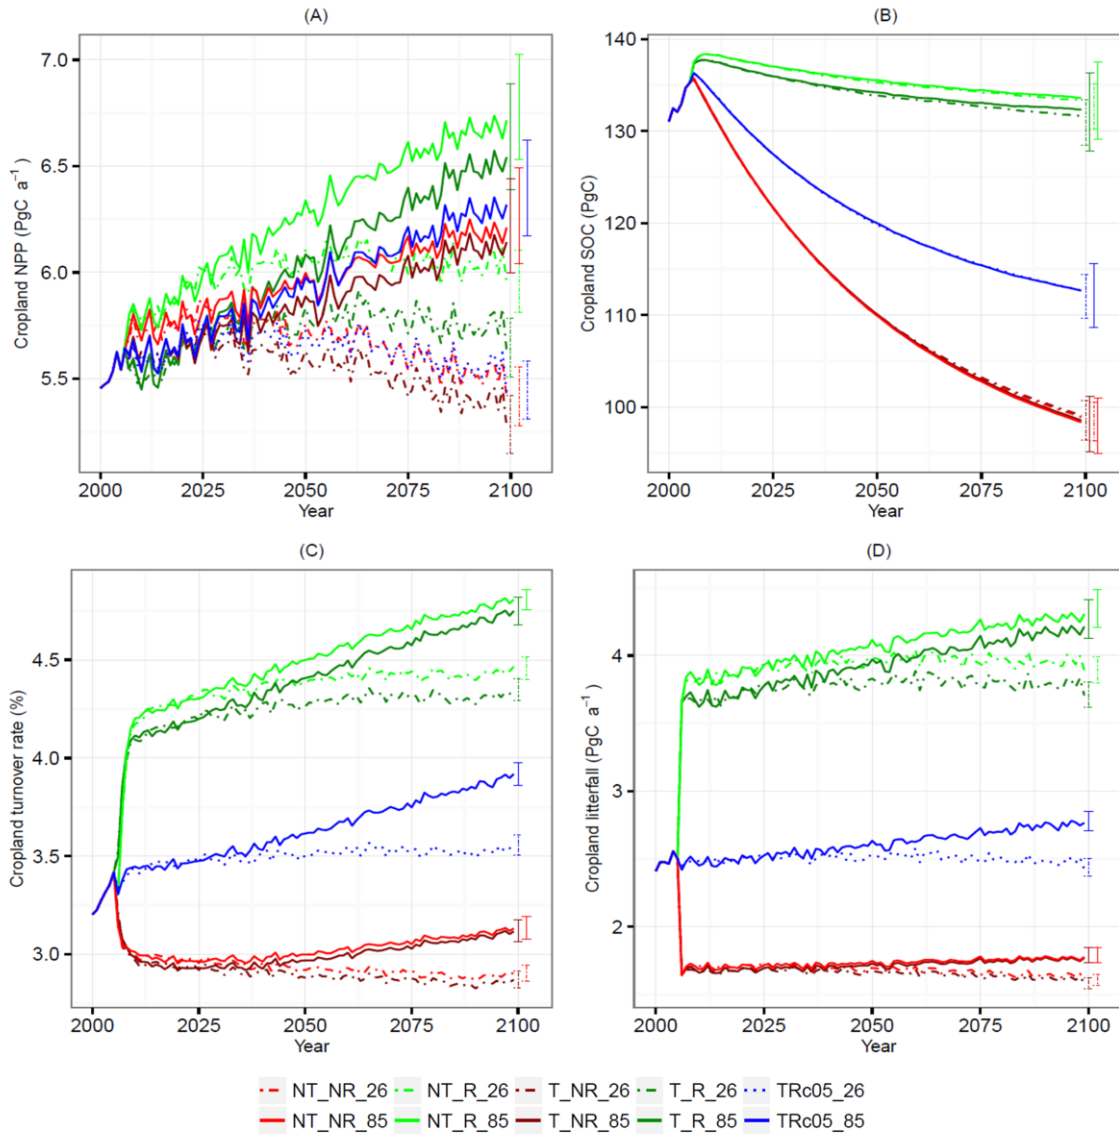 (A)
Cropland NPP (PgC a⁻¹)
7.0
6.5
6.0
5.5
2000 2025 2050 2075 2100
Year
(B)
Cropland SOC (PgC)
140
130
120
110
100
2000 2025 2050 2075 2100
Year
(C)
Cropland turnover rate (%)
4.5
4.0
3.5
3.0
2000 2025 2050 2075 2100
Year
(D)
Cropland litterfall (PgC a⁻¹)
4
3
2
2000 2025 2050 2075 2100
Year
NT_NR_26 NT_R_26 T_NR_26 T_R_26 TRc05_26
NT_NR_85 NT_R_85 T_NR_85 T_R_85 TRc05_85